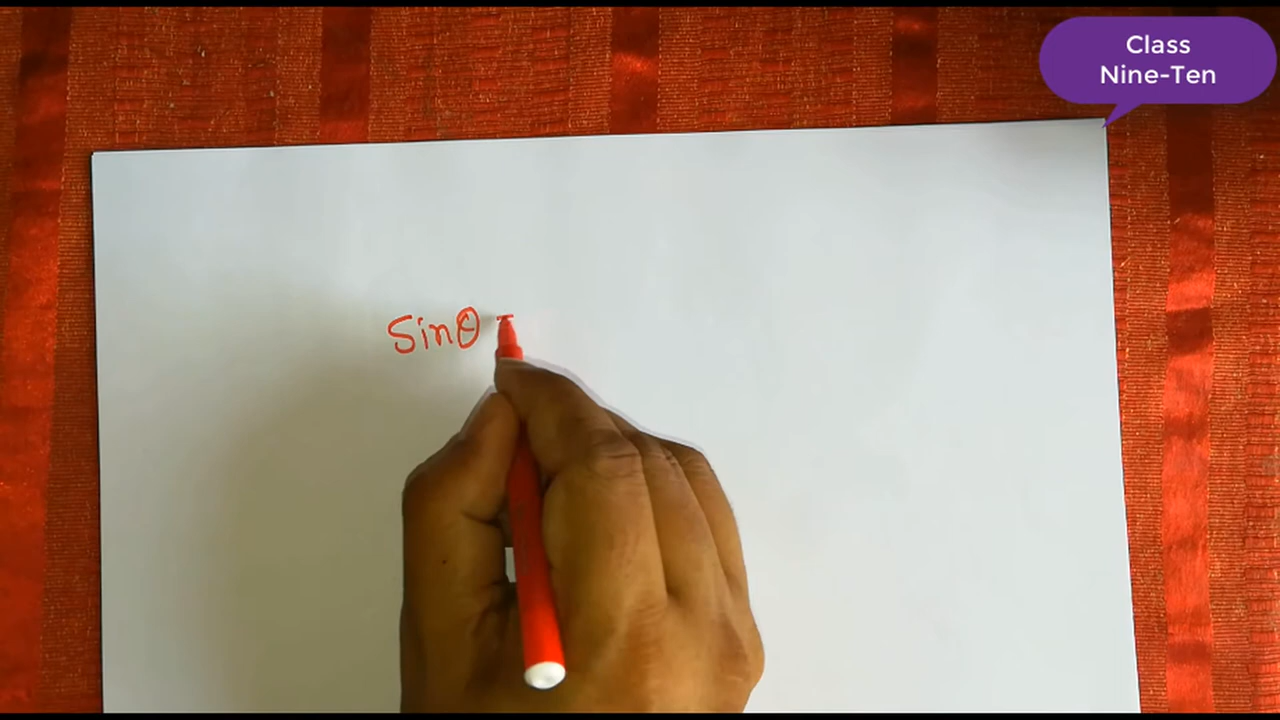 Class
Nine-Ten
Sinθ =